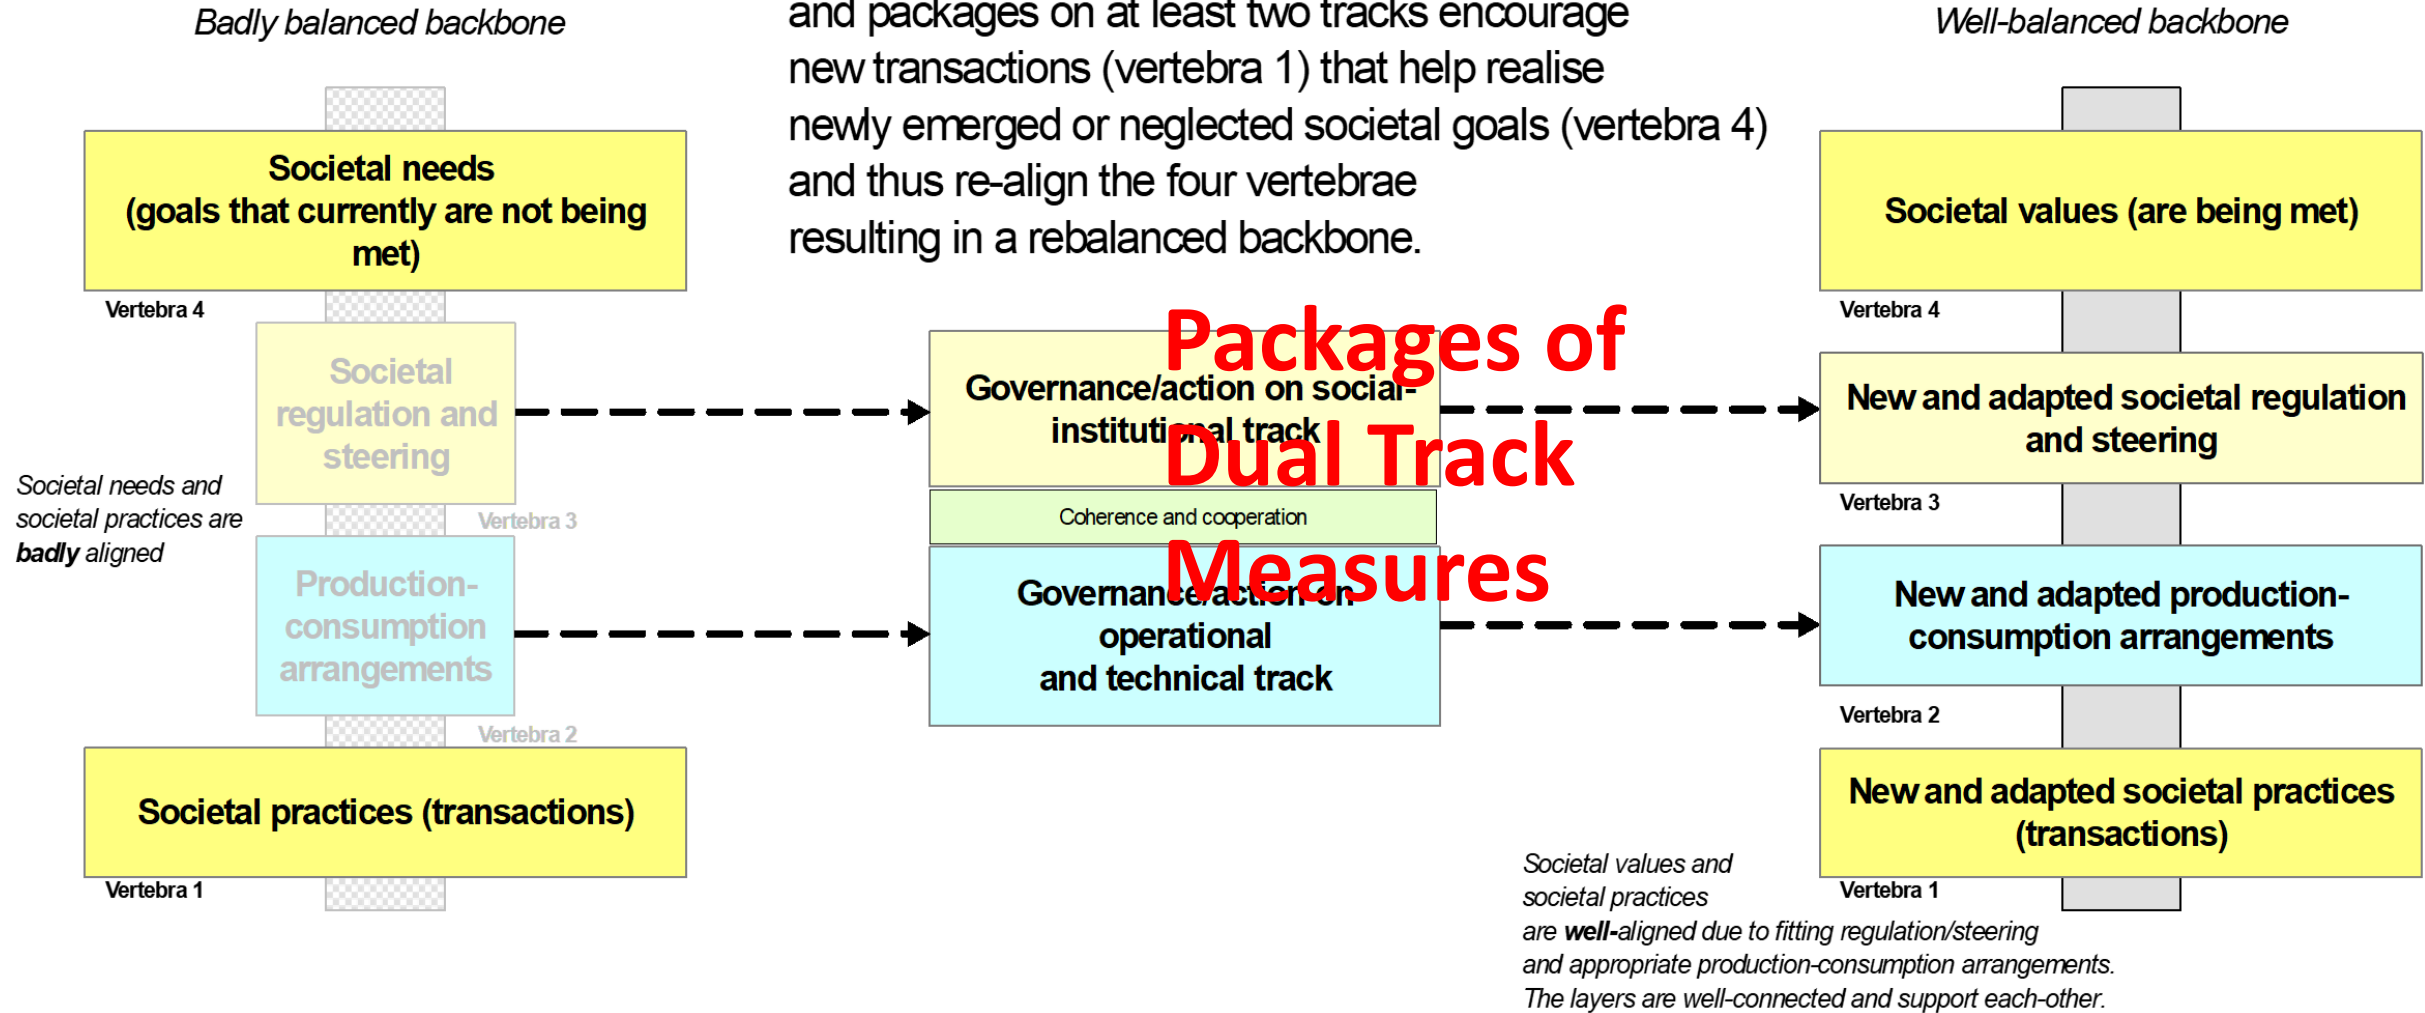 Badly balanced backbone
and packages on at least two tracks encourage
new transactions (vertebra 1) that help realise
newly emerged or neglected societal goals (vertebra 4)
and thus re-align the four vertebrae
resulting in a rebalanced backbone.
Well-balanced backbone
Societal needs
(goals that currently are not being
met)
Vertebra 4
Societal
regulation and
steering
Vertebra 3
Societal needs and
societal practices are
badly aligned
Production-
consumption
arrangements
Vertebra 2
Societal practices (transactions)
Vertebra 1
Packages of
Dual Track
Measures
Governance/action on social-
institutional track
Coherence and cooperation
Governance/action on
operational
and technical track
Societal values (are being met)
Vertebra 4
New and adapted societal regulation
and steering
Vertebra 3
New and adapted production-
consumption arrangements
Vertebra 2
New and adapted societal practices
(transactions)
Vertebra 1
Societal values and
societal practices
are well-aligned due to fitting regulation/steering
and appropriate production-consumption arrangements.
The layers are well-connected and support each-other.